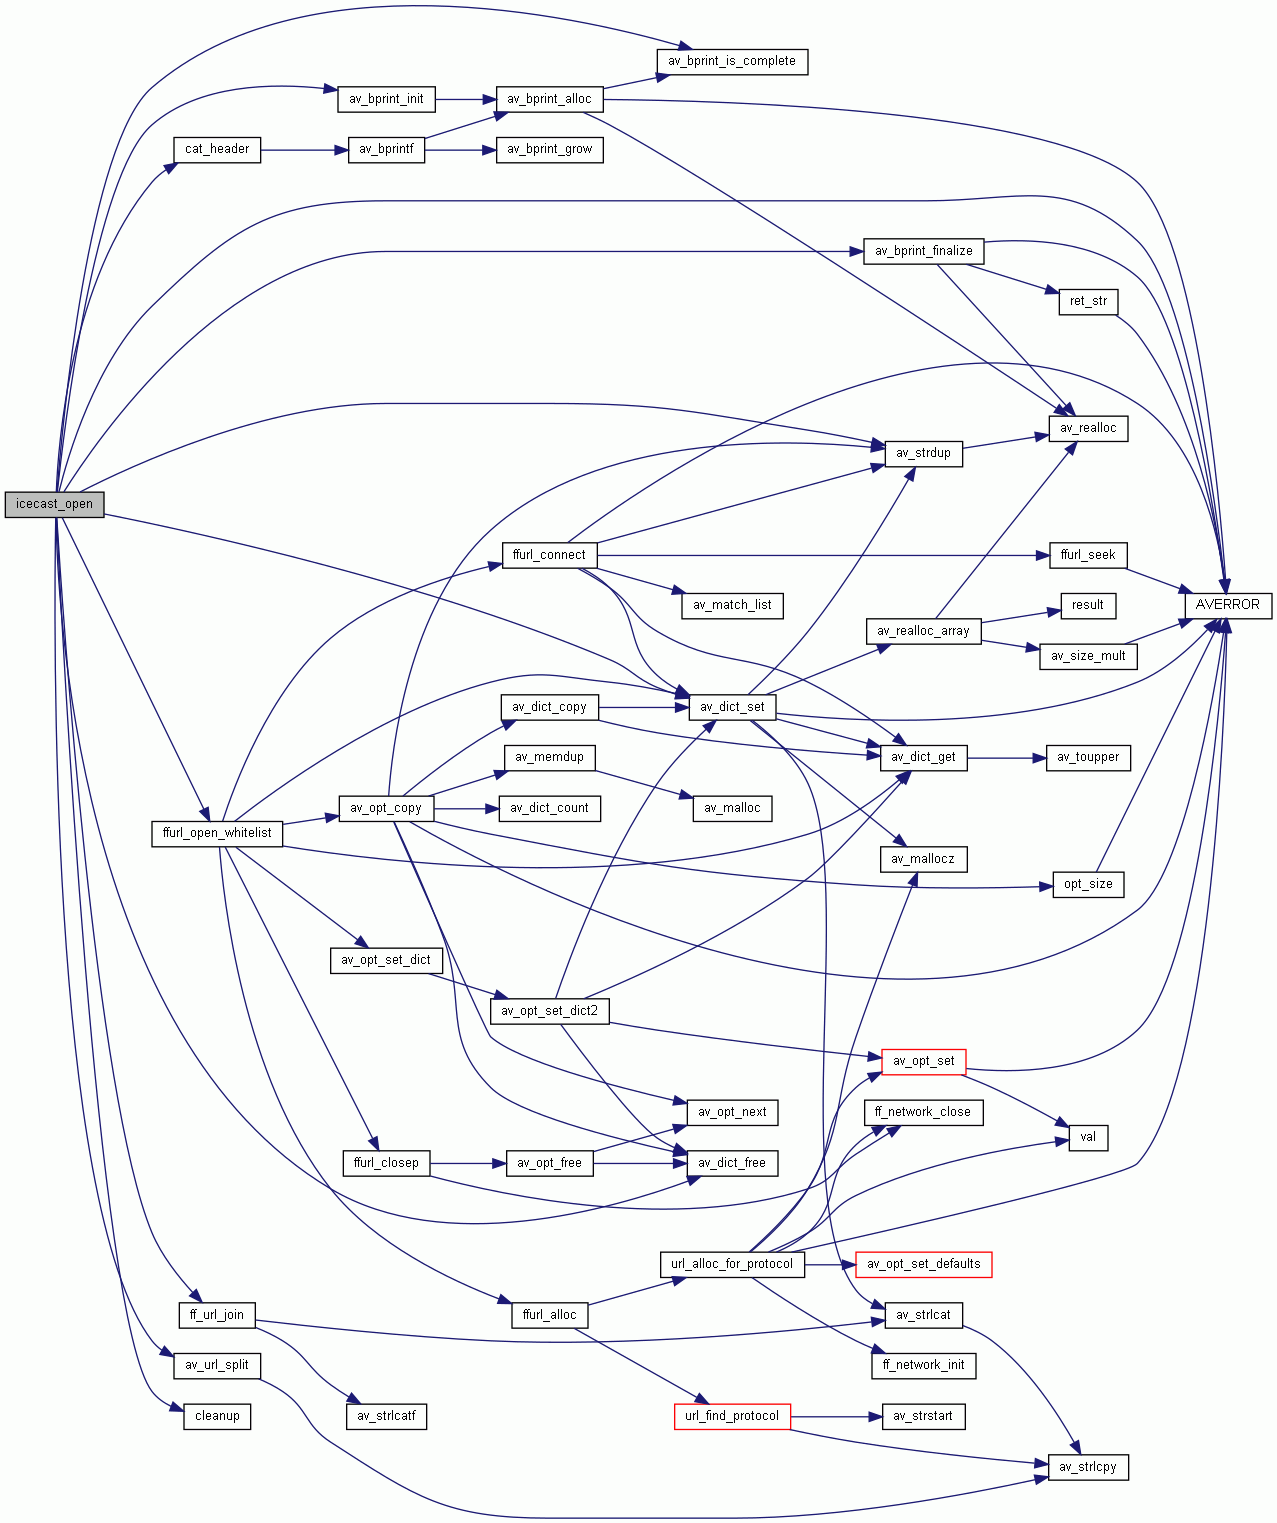 av_bprint_is_complete
av_bprint_init
av_bprint_alloc
cat_header
av_bprintf
av_bprint_grow
av_bprint_finalize
ret_str
av_realloc
av_strdup
icecast_open
ffurl_connect
ffurl_seek
av_match_list
result
AVERROR
av_realloc_array
av_size_mult
av_dict_copy
av_dict_set
av_memdup
av_dict_get
av_toupper
av_opt_copy
av_dict_count
av_malloc
ffurl_open_whitelist
av_mallocz
opt_size
av_opt_set_dict
av_opt_set_dict2
av_opt_set
av_opt_next
ff_network_close
val
ffurl_closep
av_opt_free
av_dict_free
url_alloc_for_protocol
av_opt_set_defaults
ff_url_join
ffurl_alloc
av_strlcat
av_url_split
ff_network_init
cleanup
av_strlcatf
url_find_protocol
av_strstart
av_strlcpy